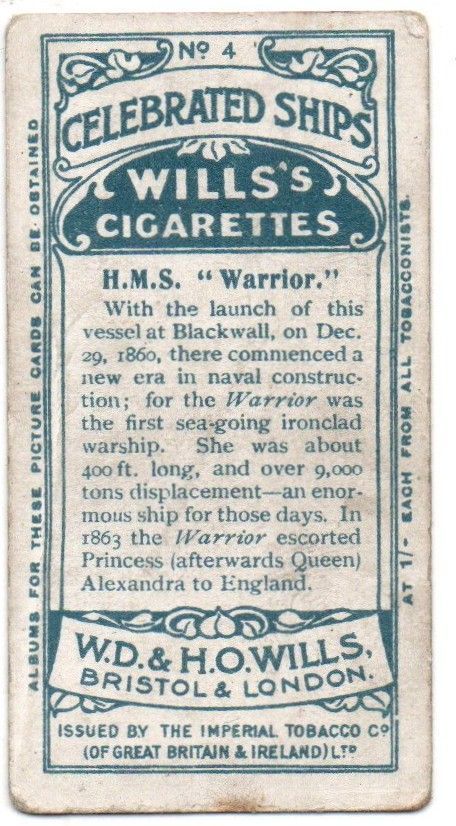 No 4
CELEBRATED SHIPS
WILLS'S
CIGARETTES
H.M.S. "Warrior."
With the launch of this
vessel at Blackwall, on Dec.
29, 1860, there commenced a
new era in naval construc-
tion; for the Warrior was
the first sea-going ironclad
warship. She was about
400 ft. long, and over 9,000
tons displacement—an enor-
mous ship for those days. In
1863 the Warrior escorted
Princess (afterwards Queen)
Alexandra to England.
W.D. & H.O. WILLS,
BRISTOL & LONDON.
ISSUED BY THE IMPERIAL TOBACCO Co
(OF GREAT BRITAIN & IRELAND) LTD
ALBUMS FOR THESE PICTURE CARDS CAN BE OBTAINED
AT 1/- EACH FROM ALL TOBACCONISTS.